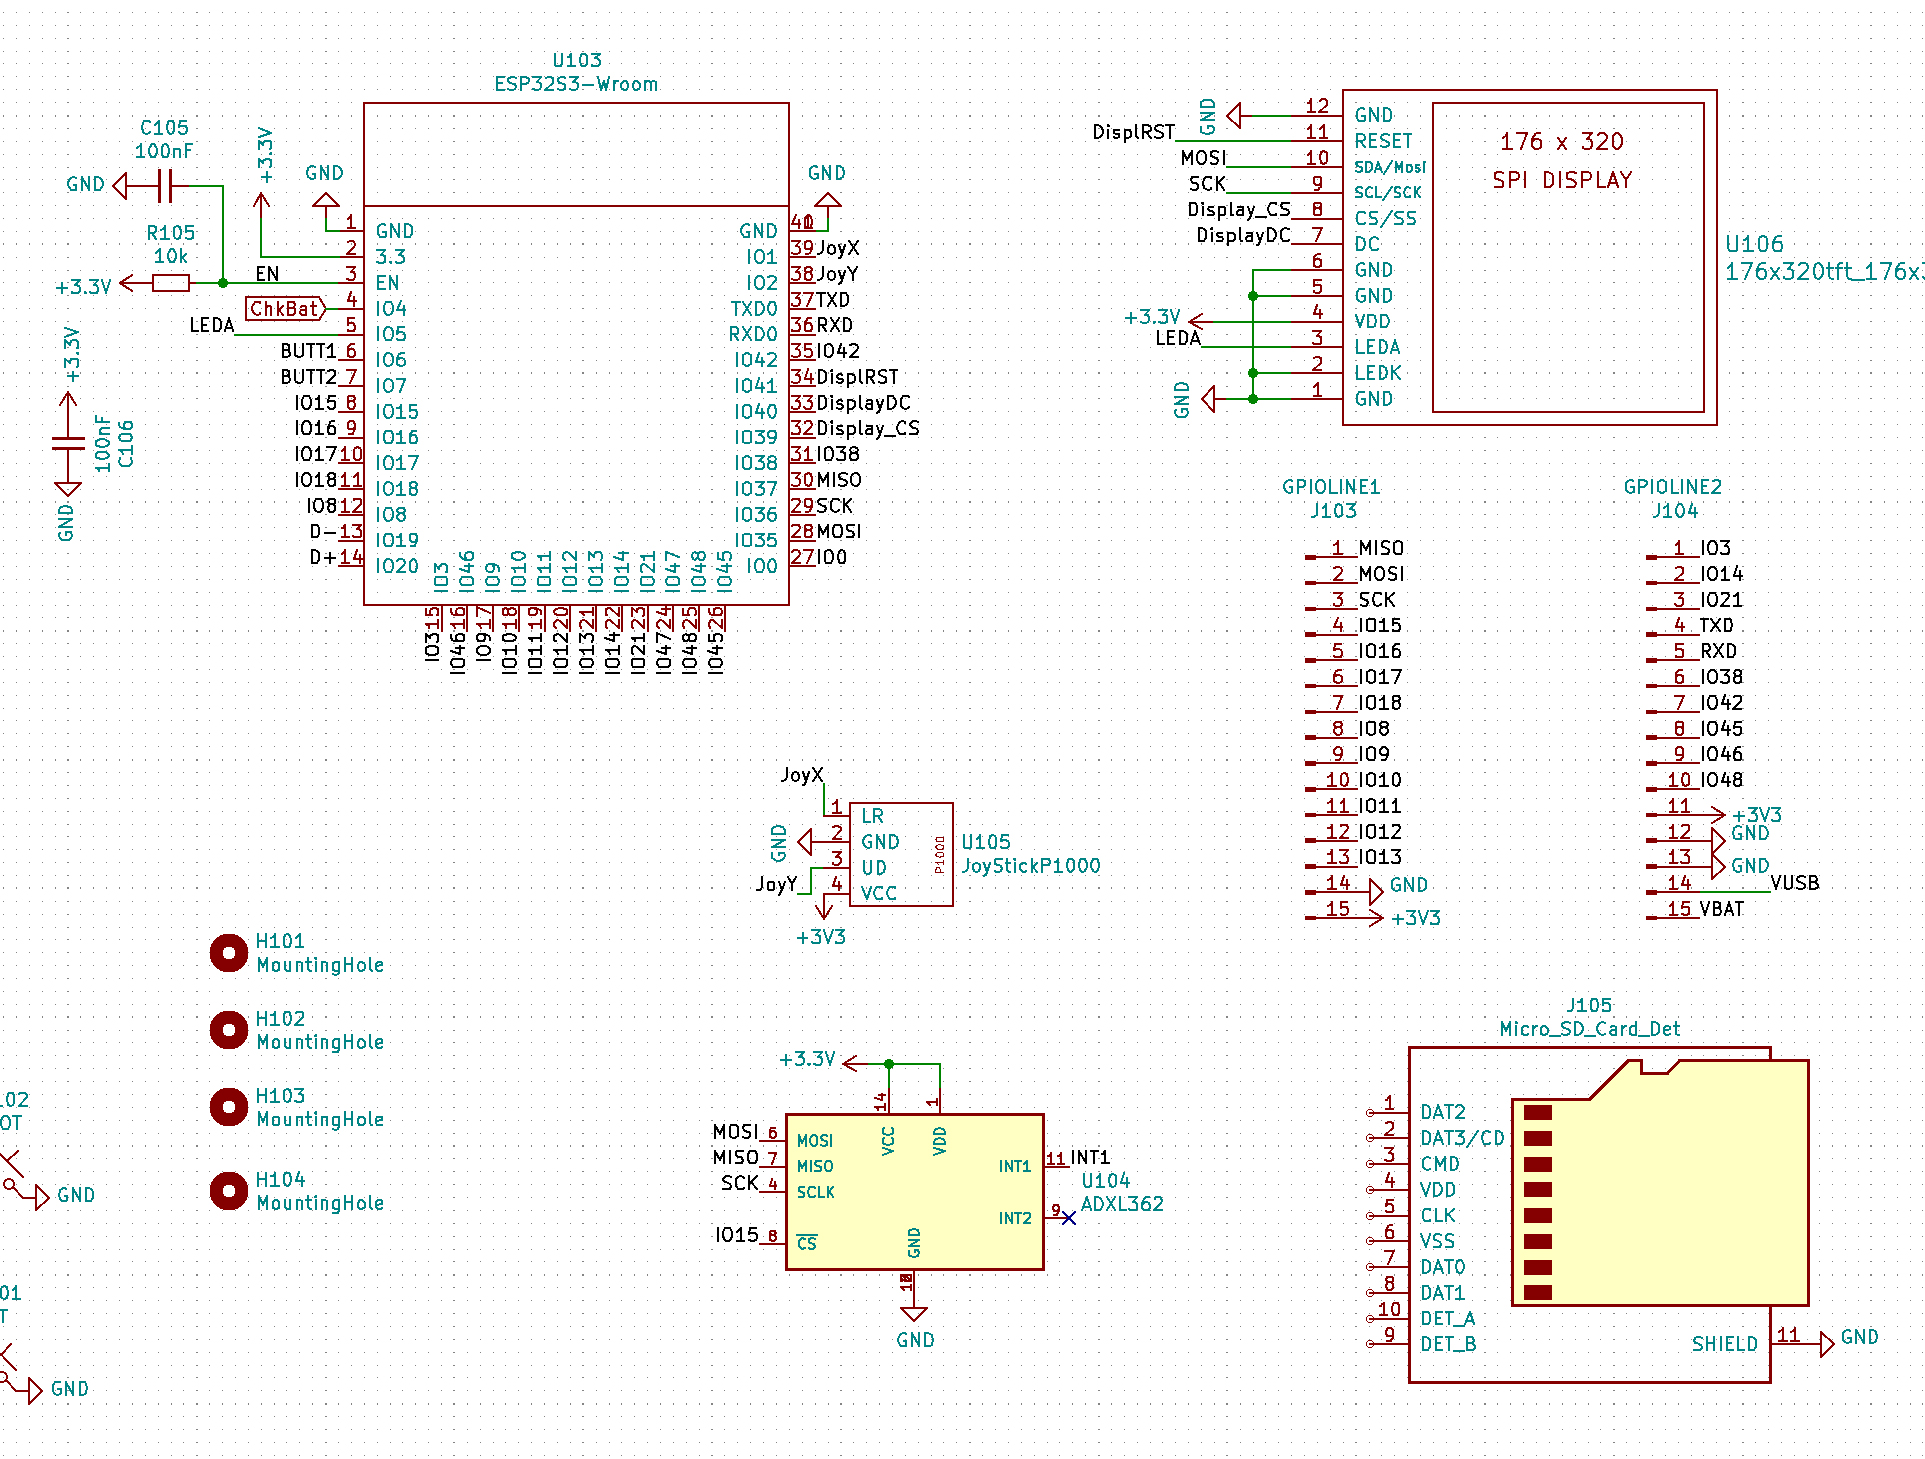 U103
ESP32S3-Wroom
C105
100nF
GND
+3.3V
GND
GND
R105
10k
+3.3V
EN
ChkBat
LEDA
+3.3V
100nF
C106
GND
1 GND
2 3.3
3 EN
4 IO4
5 IO5
BUTT1 6 IO6
BUTT2 7 IO7
IO15 8 IO15
IO16 9 IO16
IO17 10 IO17
IO18 11 IO18
IO8 12 IO8
D- 13 IO19
D+ 14 IO20
GND
IO1 39 JoyX
IO2 38 JoyY
TXD0 37 TXD
RXD0 36 RXD
IO42 35 IO42
IO41 34 DisplRST
IO40 33 DisplayDC
IO39 32 Display_CS
IO38 31 IO38
IO37 30 MISO
IO36 29 SCK
IO35 28 MOSI
IO0 27 IO0
IO3 IO46 IO9 IO10 IO11 IO12 IO13 IO14 IO21 IO47 IO48 IO45
15 16 17 18 19 20 21 22 23 24 25 26
IO3 IO46 IO9 IO10 IO11 IO12 IO13 IO14 IO21 IO47 IO48 IO45
GND 12 GND
DisplRST 11 RESET
MOSI 10 SDA/Mosi
SCK 9 SCL/SCK
Display_CS 8 CS/SS
DisplayDC 7 DC
6 GND
5 GND
+3.3V 4 VDD
LEDA 3 LEDA
2 LEDK
GND 1 GND
176 x 320
SPI DISPLAY
U106
176x320tft_176x
GPIOLINE1
J103
1 MISO
2 MOSI
3 SCK
4 IO15
5 IO16
6 IO17
7 IO18
8 IO8
9 IO9
10 IO10
11 IO11
12 IO12
13 IO13
14 GND
15 +3V3
GPIOLINE2
J104
1 IO3
2 IO14
3 IO21
4 TXD
5 RXD
6 IO38
7 IO42
8 IO45
9 IO46
10 IO48
11 +3V3
12 GND
13 GND
14 VUSB
15 VBAT
JoyX
1 LR
GND 2 GND
3 UD
JoyY 4 VCC
+3V3
P1000
U105
JoyStickP1000
H101
MountingHole
H102
MountingHole
H103
MountingHole
H104
MountingHole
02
OT
GND
01
T
GND
+3.3V
14 1
VCC VDD
MOSI 6 MOSI
MISO 7 MISO
SCK 4 SCLK
IO15 8 CS
INT1 11 INT1
INT2 9
U104
ADXL362
GND
GND
J105
Micro_SD_Card_Det
1 DAT2
2 DAT3/CD
3 CMD
4 VDD
5 CLK
6 VSS
7 DAT0
8 DAT1
10 DET_A
9 DET_B
SHIELD 11 GND